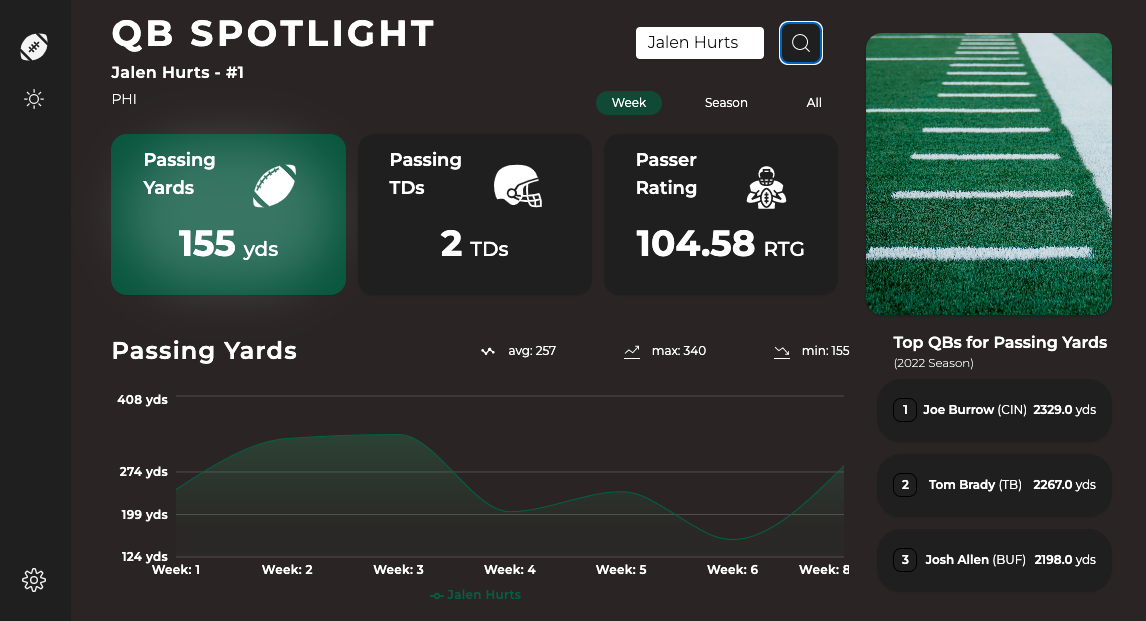 QB SPOTLIGHT
Jalen Hurts - #1
PHI
Jalen Hurts
Week Season All
Passing
Yards
155 yds
Passing
TDs
2 TDs
Passer
Rating
104.58 RTG
Passing Yards
avg: 257 max: 340 min: 155
408 yds
274 yds
199 yds
124 yds
Week: 1 Week: 2 Week: 3 Week: 4 Week: 5 Week: 6 Week: 8
Jalen Hurts
Top QBs for Passing Yards
(2022 Season)
1 Joe Burrow (CIN) 2329.0 yds
2 Tom Brady (TB) 2267.0 yds
3 Josh Allen (BUF) 2198.0 yds